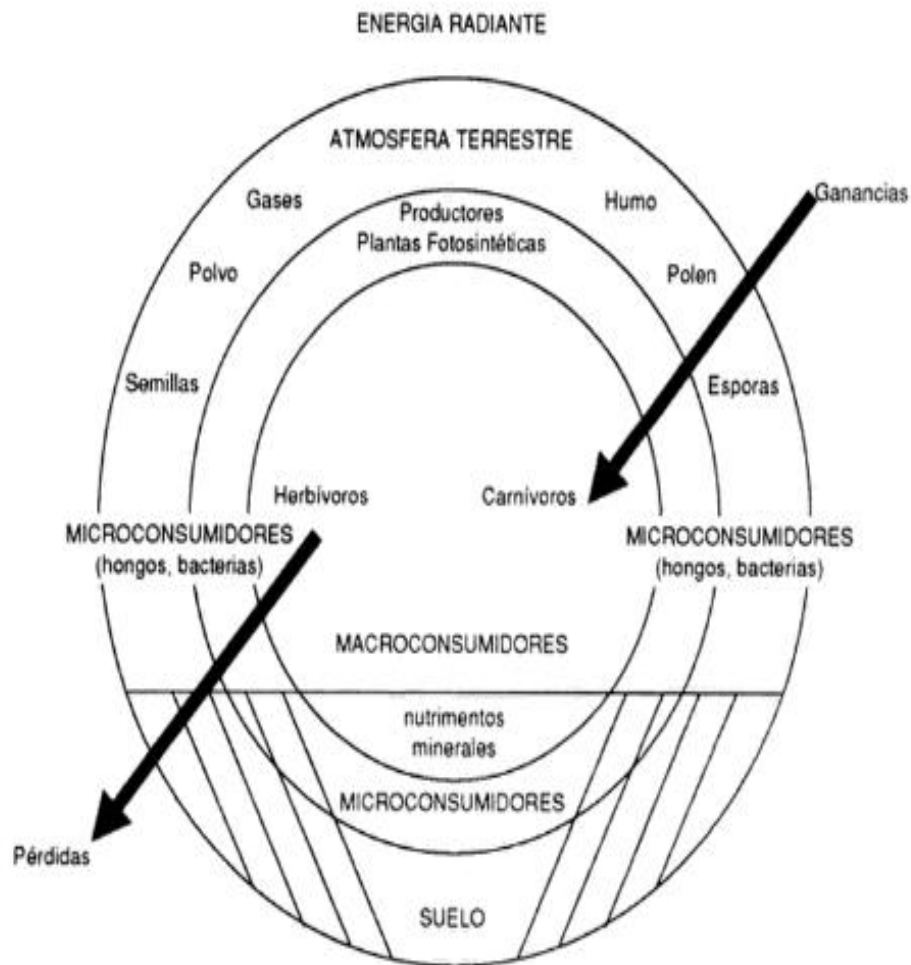 ENERGIA RADIANTE
ATMOSFERA TERRESTRE
Gases
Humo
Ganancias
Productores
Plantas Fotosintéticas
Polvo
Polen
Semillas
Esporas
Herbívoros
Carnívoros
MICROCONSUMIDORES
(hongos, bacterias)
MICROCONSUMIDORES
(hongos, bacterias)
MACROCONSUMIDORES
nutrimentos
minerales
MICROCONSUMIDORES
Pérdidas
SUELO